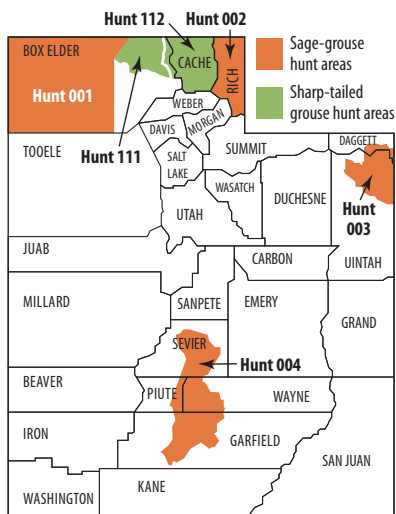 Hunt 112
Hunt 002
BOX ELDER
CACHE
RICH
Sage-grouse
hunt areas
Hunt 001
Sharp-tailed
grouse hunt areas
WEBER
DAVIS
MORGAN
TOOELE
Hunt 111
SALT
LAKE
SUMMIT
DAGGETT
WASATCH
DUCHESNE
UTAH
Hunt
003
JUAB
CARBON
UINTAH
MILLARD
SANPETE
EMERY
GRAND
SEVIER
Hunt 004
BEAVER
PIUTE
WAYNE
IRON
GARFIELD
SAN JUAN
KANE
WASHINGTON